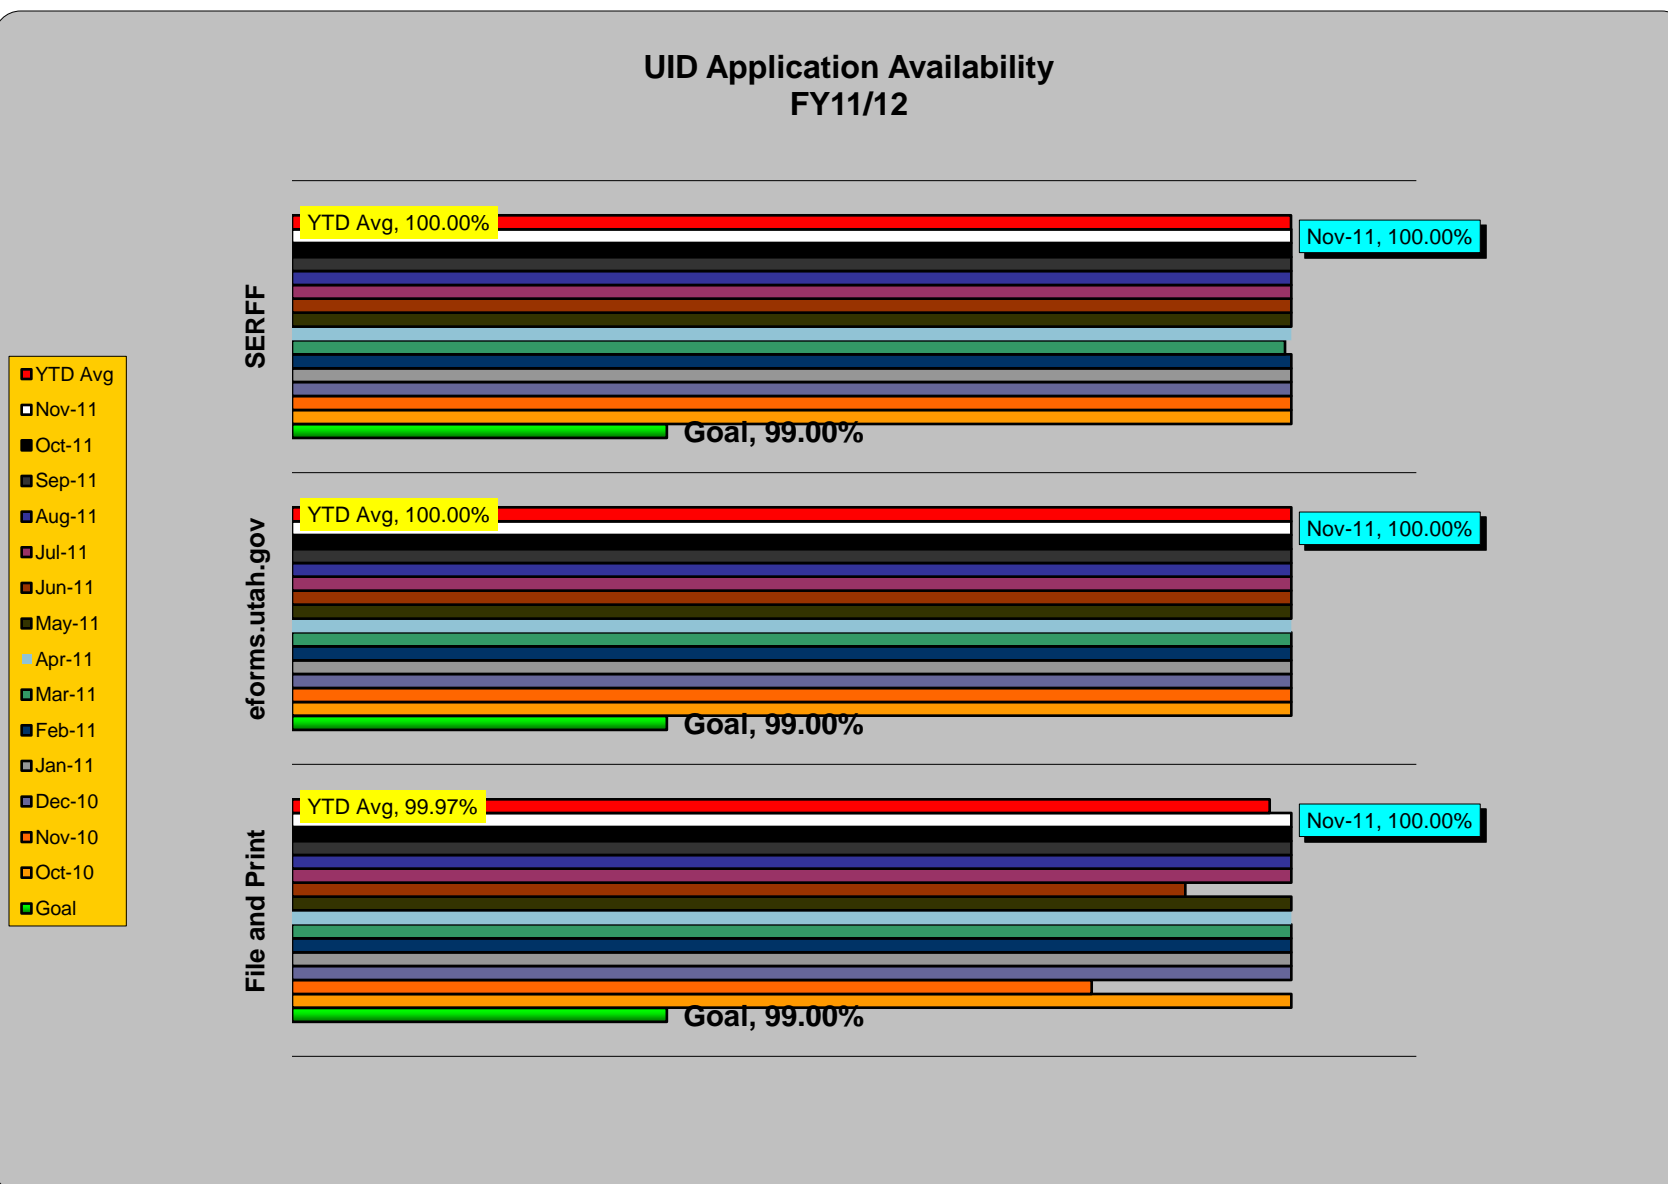 UID Application Availability
FY11/12
YTD Avg, 100.00%
Nov-11, 100.00%
SERFF
Goal, 99.00%
YTD Avg, 100.00%
Nov-11, 100.00%
eforms.utah.gov
Goal, 99.00%
YTD Avg, 99.97%
Nov-11, 100.00%
File and Print
Goal, 99.00%
YTD Avg
Nov-11
Oct-11
Sep-11
Aug-11
Jul-11
Jun-11
May-11
Apr-11
Mar-11
Feb-11
Jan-11
Dec-10
Nov-10
Oct-10
Goal